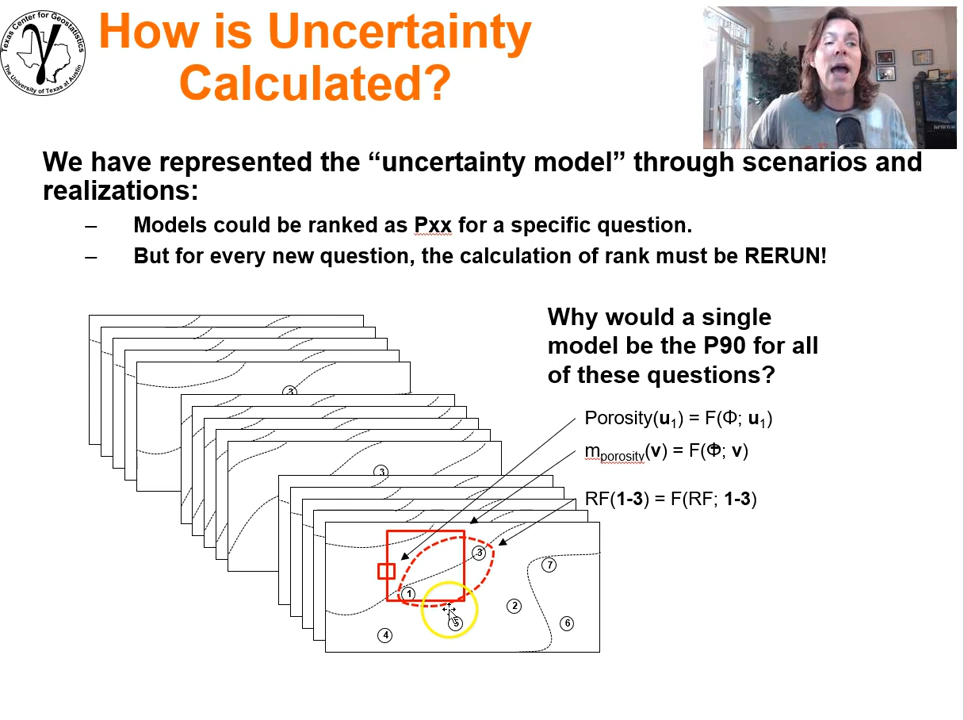 Texas Center for Geostatistics
The University of Texas at Austin
How is Uncertainty
Calculated?
We have represented the “uncertainty model” through scenarios and
realizations:
– Models could be ranked as Pxx for a specific question.
– But for every new question, the calculation of rank must be RERUN!
Why would a single
model be the P90 for all
of these questions?
Porosity(u1) = F(Φ; u1)
mporosity(v) = F(Φ; v)
RF(1-3) = F(RF; 1-3)
3
3
3
7
1
2
5
6
4